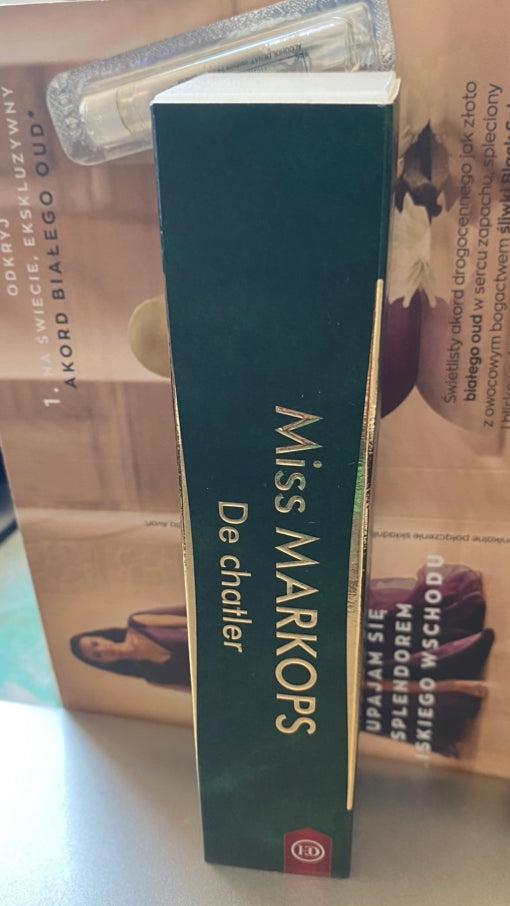 Miss MARKOPS
De chatler
ODKRYJ
1. NA ŚWIECIE, EKSKLUZYWNY
AKORD BIAŁEGO OUD*
Świetlisty akord drogocennego jak złoto
białego oud w sercu zapachu, spleciony
z owocowym bogactwem śliwki
UPAJAM SIĘ
SPLENDOREM
ISKIEGO WSCHODU